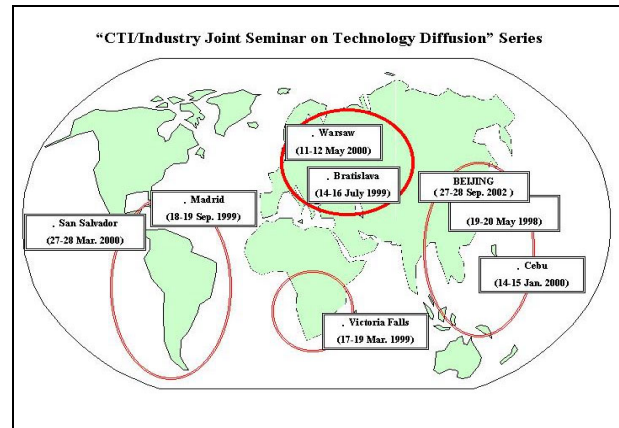 “CTI/Industry Joint Seminar on Technology Diffusion” Series
. Warsaw
(11-12 May 2000)
. Bratislava
(14-16 July 1999)
BEIJING
( 27-28 Sep. 2002 )
(19-20 May 1998)
. Madrid
(18-19 Sep. 1999)
. San Salvador
(27-28 Mar. 2000)
. Cebu
(14-15 Jan. 2000)
. Victoria Falls
(17-19 Mar. 1999)